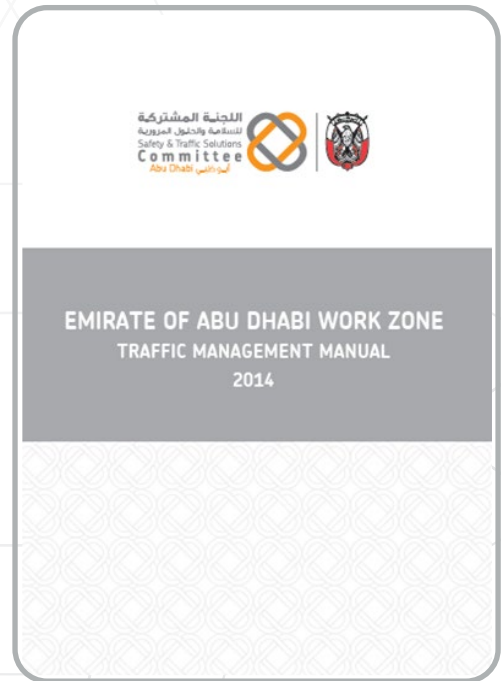 اللجنة المشتركة
للسلامة والحلول المرورية
Safety & Traffic Solutions
Committee
Abu Dhabi أبوظبي
EMIRATE OF ABU DHABI WORK ZONE
TRAFFIC MANAGEMENT MANUAL
2014